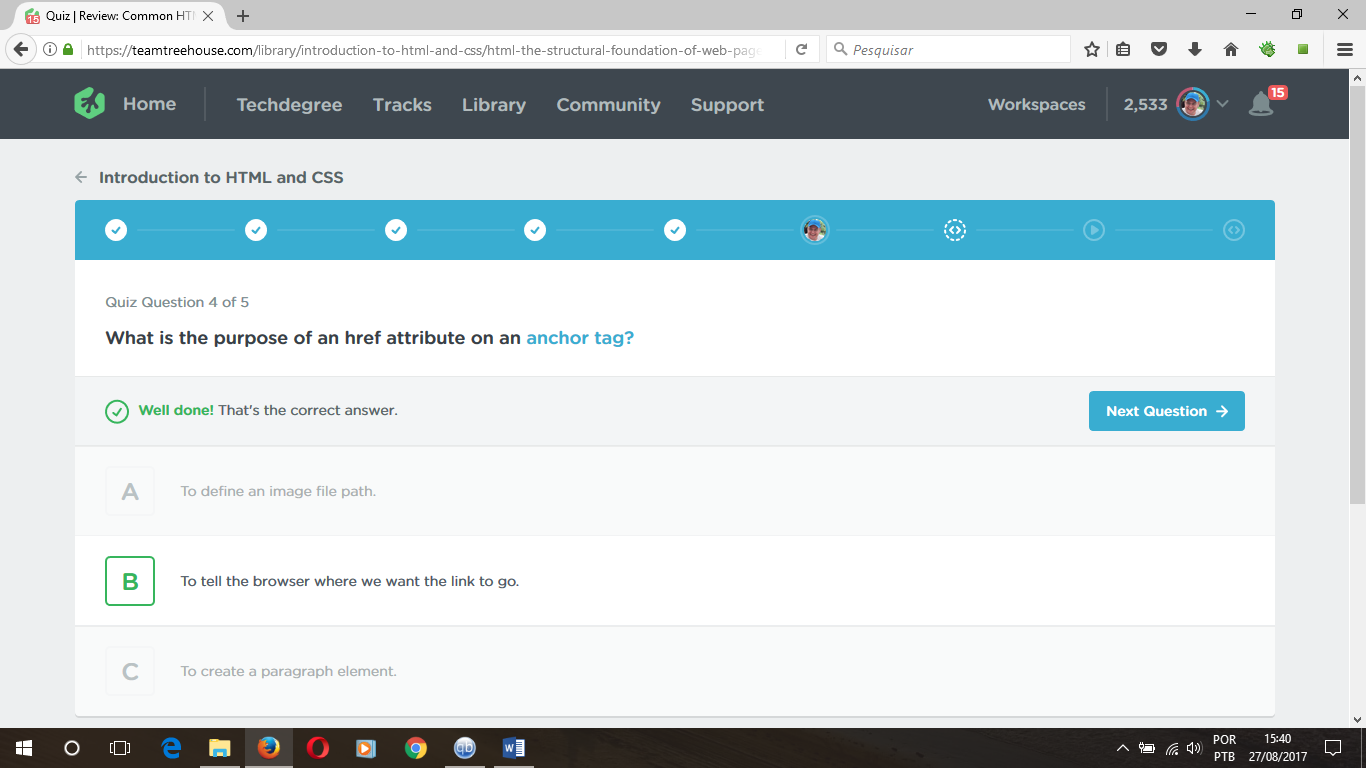 Quiz | Review: Common HT
https://teamtreehouse.com/library/introduction-to-html-and-css/html-the-structural-foundation-of-web-page
Pesquisar
Home Techdegree Tracks Library Community Support Workspaces 2,533 15
Introduction to HTML and CSS
Quiz Question 4 of 5
What is the purpose of an href attribute on an anchor tag?
Well done! That's the correct answer.
Next Question
A To define an image file path.
B To tell the browser where we want the link to go.
C To create a paragraph element.
POR 15:40
PTB 27/08/2017